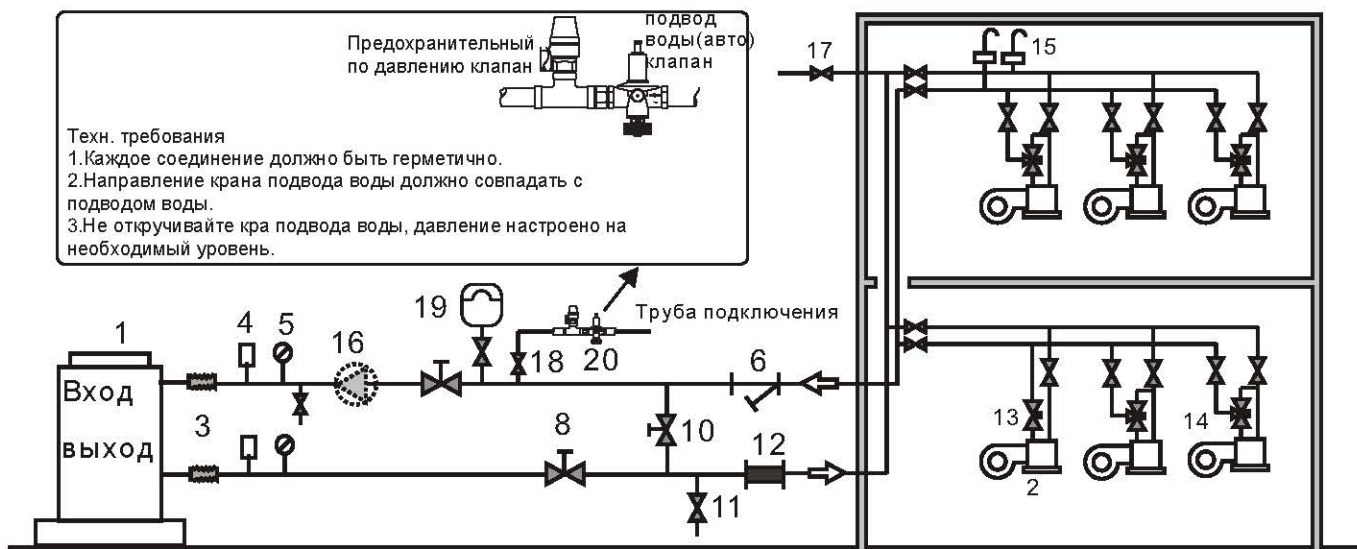 подвод
воды(авто)
клапан
Предохранительный
по давлению клапан
Техн. требования
1.Каждое соединение должно быть герметично.
2.Направление крана подвода воды должно совпадать с
подводом воды.
3.Не откручивайте кра подвода воды, давление настроено на
необходимый уровень.
17
15
19
Труба подключения
1
4
5
16
18
20
6
Вход
выход
3
8
10
12
11
13
14
2